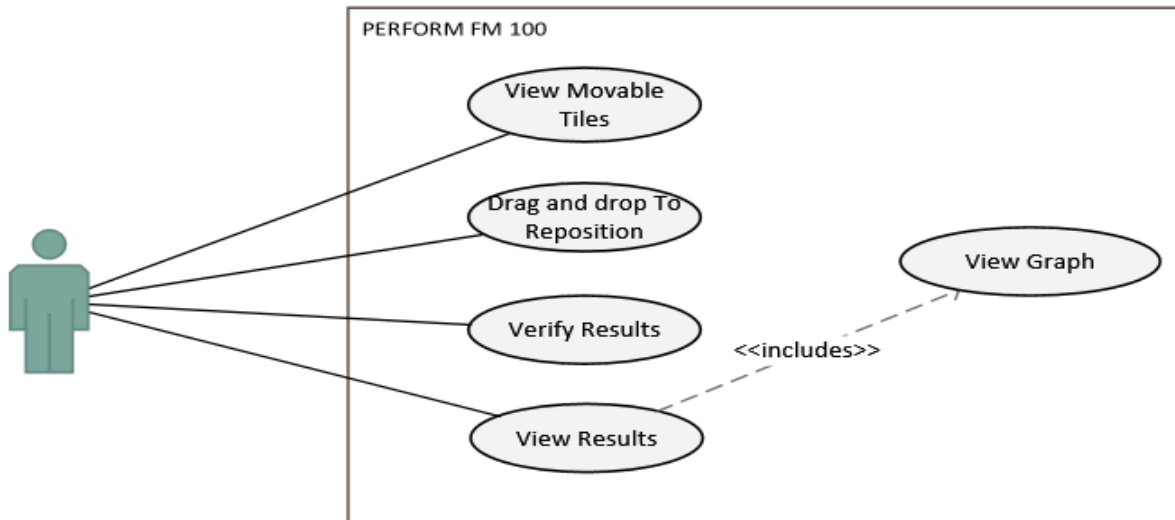 PERFORM FM 100
View Movable
Tiles
Drag and drop To
Reposition
View Graph
Verify Results
<<includes>>
View Results